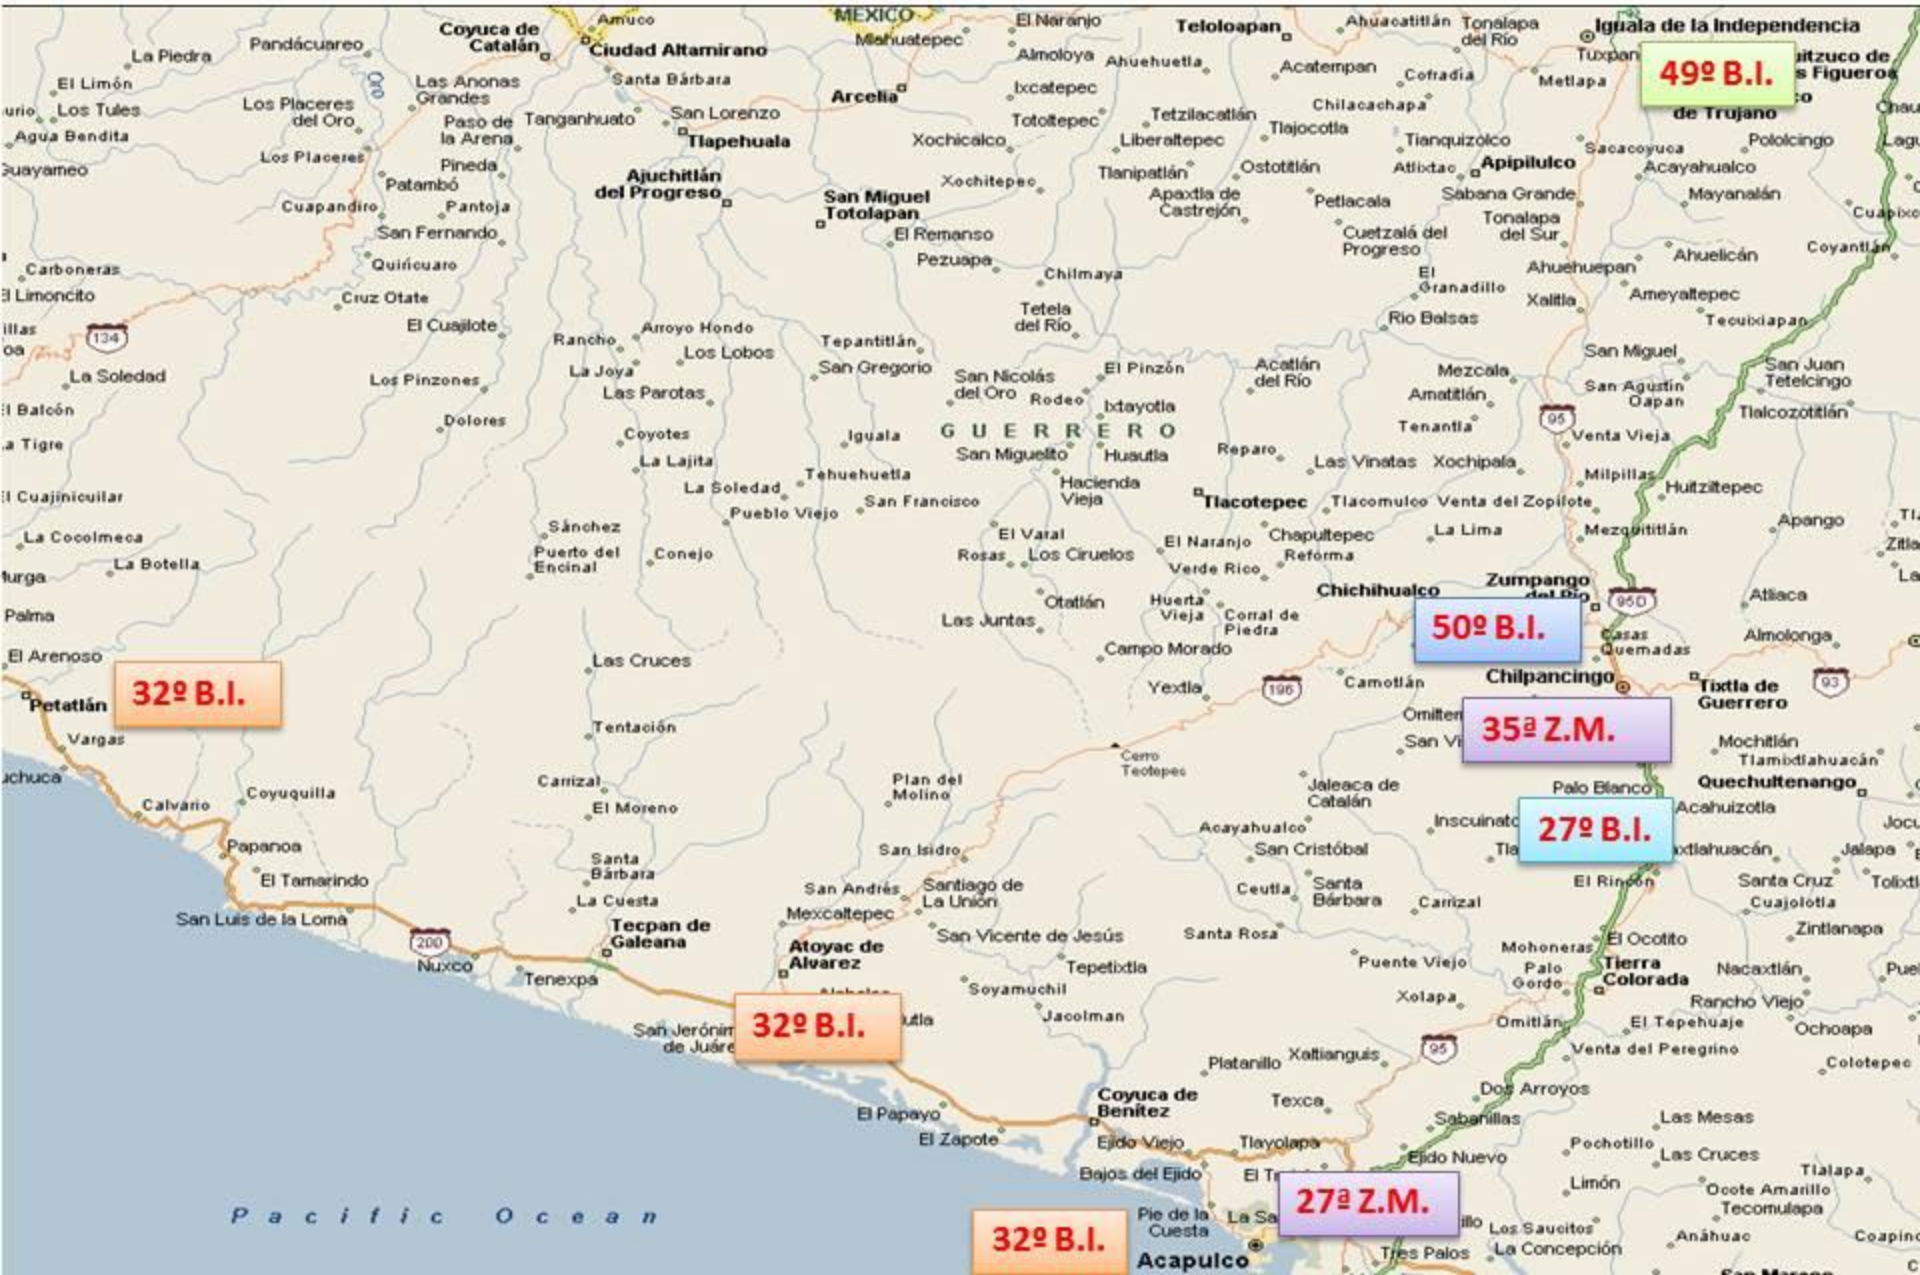 MEXICO
Amuco
Coyuca de
Catalán
Ciudad Altamirano
El Naranjo
Teloloapan
Ahuacatitlán
Tonalapa
del Río
Iguala de la Independencia
La Piedra
Pandácuareo
Almoloya
Ahuehuetla
Acatempan
Cofradía
Metlapa
49º B.I.
El Limón
Oro
Las Anonas
Grandes
Santa Bárbara
Arcelia
Ixcatepec
Chilacachapa
de Trujano
Los Tules
Los Placeres
del Oro
Paso de
la Arena
Tanganhuato
San Lorenzo
Totoltepec
Tetzilacatlán
Tlajocotla
Tianquizolco
Sacacoyuca
Pololcingo
Agua Bendita
Los Placeres
Pineda
Tlapehuala
Xochicalco
Liberaltepec
Atlixtac
Apipilulco
Acayahualco
Patambó
Ajuchitlán
del Progreso
San Miguel
Totolapan
Xochitepec
Tlanipatlán
Ostotitlán
Apaxtla de
Castrejón
Petlacala
Sabana Grande
Mayanalán
Cuapandiro
Pantoja
San Fernando
El Remanso
Cuetzalá del
Progreso
Tonalapa
del Sur
Coyantlán
Carboneras
Quiricuaro
Pezuapa
Chilmaya
El
Granadillo
Ahuehuepan
Ahuelicán
Cruz Otate
Tetela
del Río
Rio Balsas
Xalitla
Ameyaltepec
Tecuixiapan
134
El Cuajilote
Rancho
Arroyo Hondo
Los Lobos
Tepantitlán
San Gregorio
San Miguel
San Juan
Tetelcingo
La Soledad
Los Pinzones
La Joya
Las Parotas
San Nicolás
del Oro
Rodeo
El Pinzón
Acatlán
del Río
Mezcala
Amatitlán
San Agustín
Oapan
Tlalcozotitlán
Dolores
Coyotes
Iguala
GUERRERO
Ixtayotla
Tenantla
95
Venta Vieja
La Lajita
Tehuehuetla
San Miguelito
Huautla
Reparo
Las Vinatas
Xochipala
Milpillas
La Soledad
Pueblo Viejo
San Francisco
Hacienda
Vieja
Tlacotepec
Tlacomulco
Venta del Zopilote
Huitziltepec
La Cocolmeca
Sánchez
Puerto del
Encinal
Conejo
El Varal
Rosas
Los Ciruelos
El Naranjo
Chapultepec
Reforma
La Lima
Mezquititlán
Apango
La Botella
Verde Rico
Palma
Otatlán
Las Juntas
Huerta
Vieja
Corral de
Piedra
Chichihualco
Zumpango
del Rio
95D
Atliaca
50º B.I.
Casas
Quemadas
Almolonga
El Arenoso
Las Cruces
Campo Morado
Yextla
196
Camotlán
Chilpancingo
Tixtla de
Guerrero
93
Petatlán
32º B.I.
Vargas
Tentación
Cerro
Teotepec
35ª Z.M.
Mochitlán
Tlamixtlahuacán
Calvario
Coyuquilla
Carrizal
El Moreno
Plan del
Molino
Jaleaca de
Catalán
Palo Blanco
Quechultenango
Acahuizotla
Papanoa
El Tamarindo
Santa
Bárbara
San Isidro
Acayahualco
San Cristóbal
27º B.I.
Jalapa
San Luis de la Loma
La Cuesta
San Andrés
Santiago de
La Unión
Ceutla
Santa
Bárbara
Carrizal
El Rincón
Santa Cruz
Cuajolotla
200
Nuxco
Tecpan de
Galeana
Mexcaltepec
Atoyac de
Alvarez
San Vicente de Jesús
Santa Rosa
Mohoneras
El Ocotito
Zintlanapa
Tenexpa
Tepetixtla
Soyamuchil
Puente Viejo
Palo
Gordo
Tierra
Colorada
Nacaxtlán
Rancho Viejo
San Jeróni
de Juáre
32º B.I.
Jacolman
Xolapa
Omitlán
El Tepehuaje
Ochoapa
Platanillo
Xaltianguis
95
Venta del Peregrino
Colotepec
El Papayo
El Zapote
Coyuca de
Benítez
Texca
Dos Arroyos
Sabanillas
Las Mesas
Ejido Viejo
Tlayolapa
Pochotillo
Las Cruces
Bajos del Ejido
Ejido Nuevo
Limón
Tlalapa
Ocote Amarillo
Tecomulapa
Pacific Ocean
Pie de la
Cuesta
27ª Z.M.
Los Saucitos
Anáhuac
32º B.I.
Acapulco
Tres Palos
La Concepción